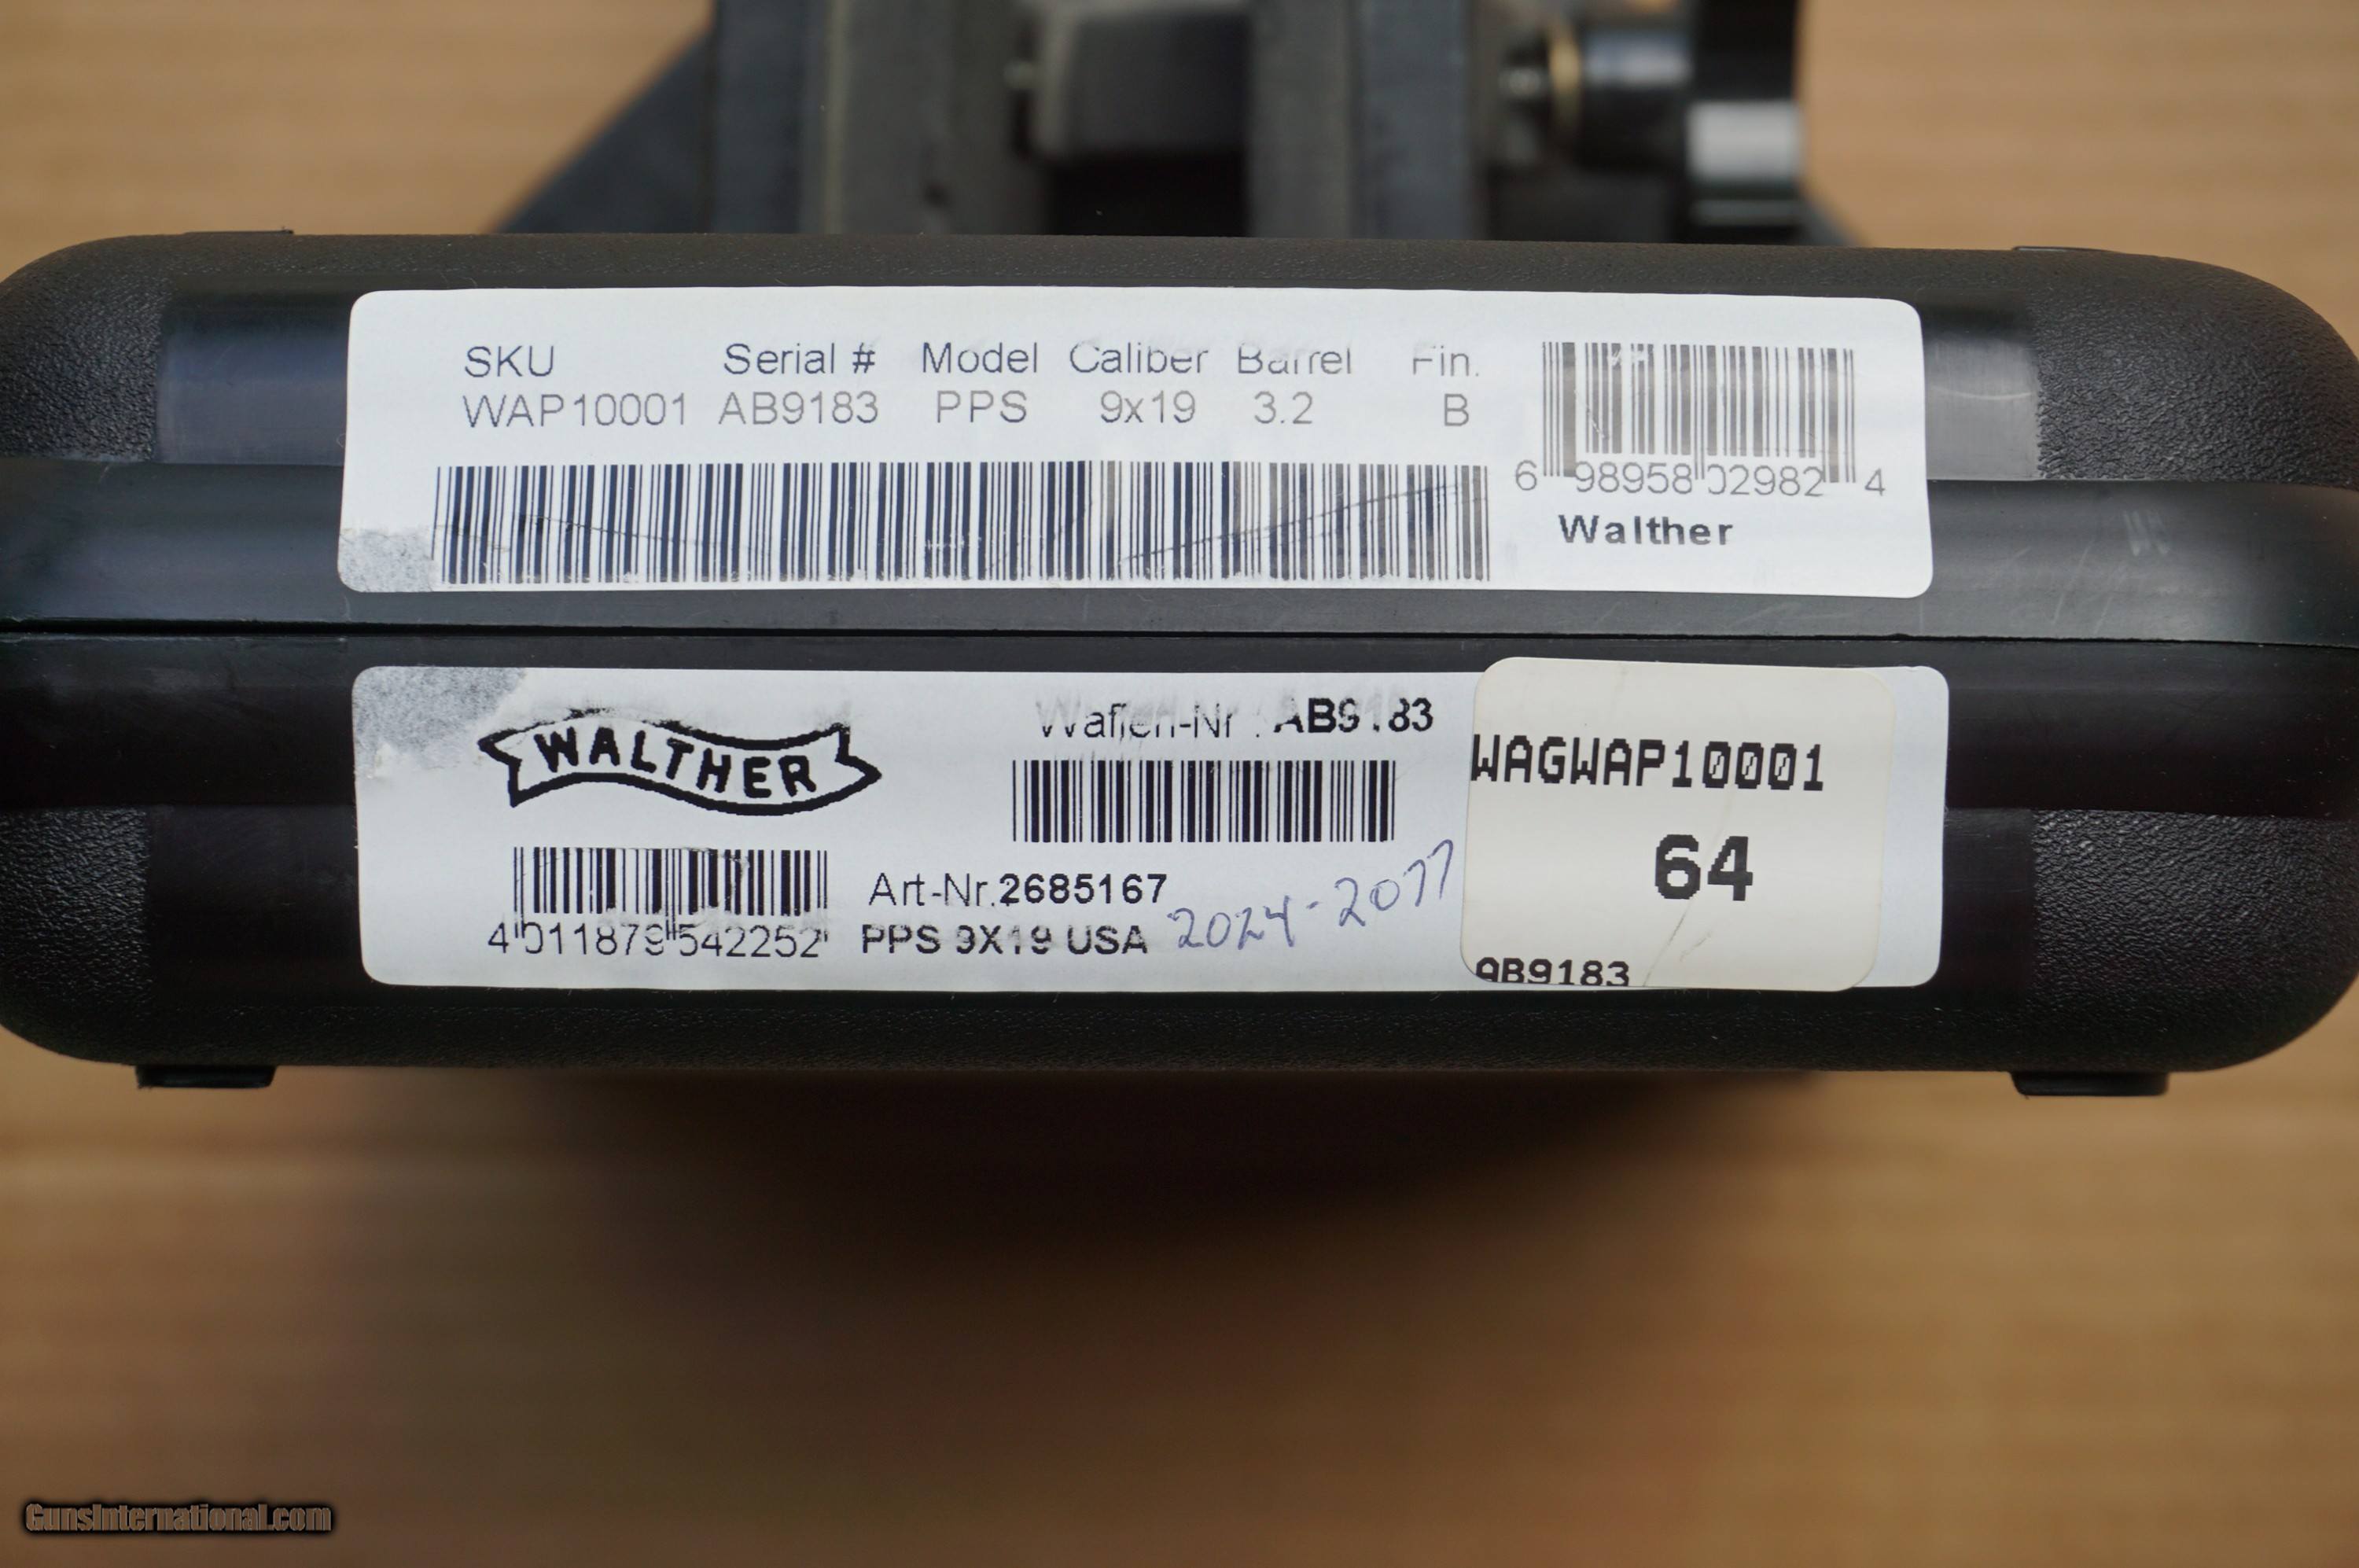 SKU Serial # Model Caliber Barrel Fin.
WAP10001 AB9183 PPS 9x19 3.2 B
6 98958 02982 4
Walther
WALTHER
Waffen-Nr.: AB9183
4 011879 542252
Art-Nr.2685167
PPS 9X19 USA
2024-2077
WAGWAP10001
64
AB9183
GunsInternational.com